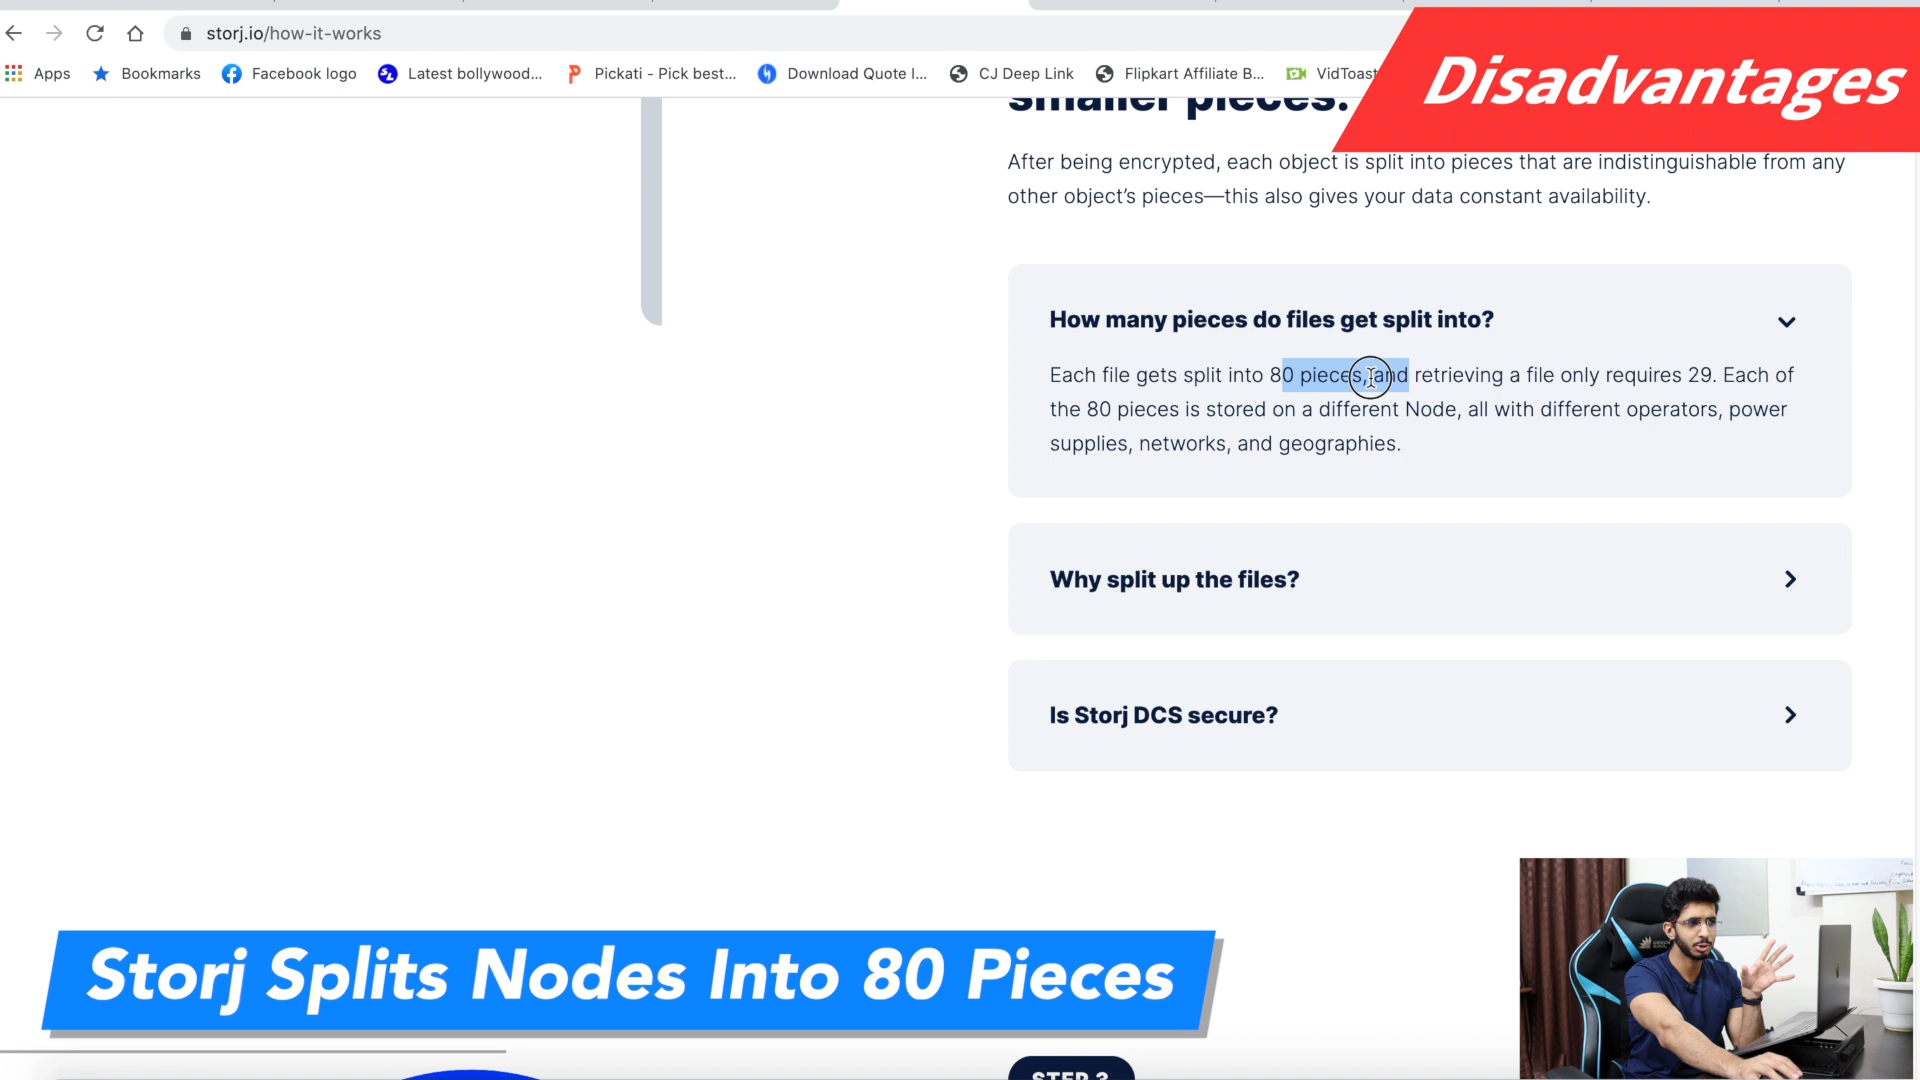 storj.io/how-it-works
Disadvantages
Apps
Bookmarks
Facebook logo
Latest bollywood...
Pickati - Pick best...
Download Quote I...
CJ Deep Link
Flipkart Affiliate B...
VidToast
smaller pieces.
After being encrypted, each object is split into pieces that are indistinguishable from any
other object's pieces—this also gives your data constant availability.
How many pieces do files get split into?
Each file gets split into 80 pieces, and retrieving a file only requires 29. Each of
the 80 pieces is stored on a different Node, all with different operators, power
supplies, networks, and geographies.
Why split up the files?
Is Storj DCS secure?
Storj Splits Nodes Into 80 Pieces
STEP 3